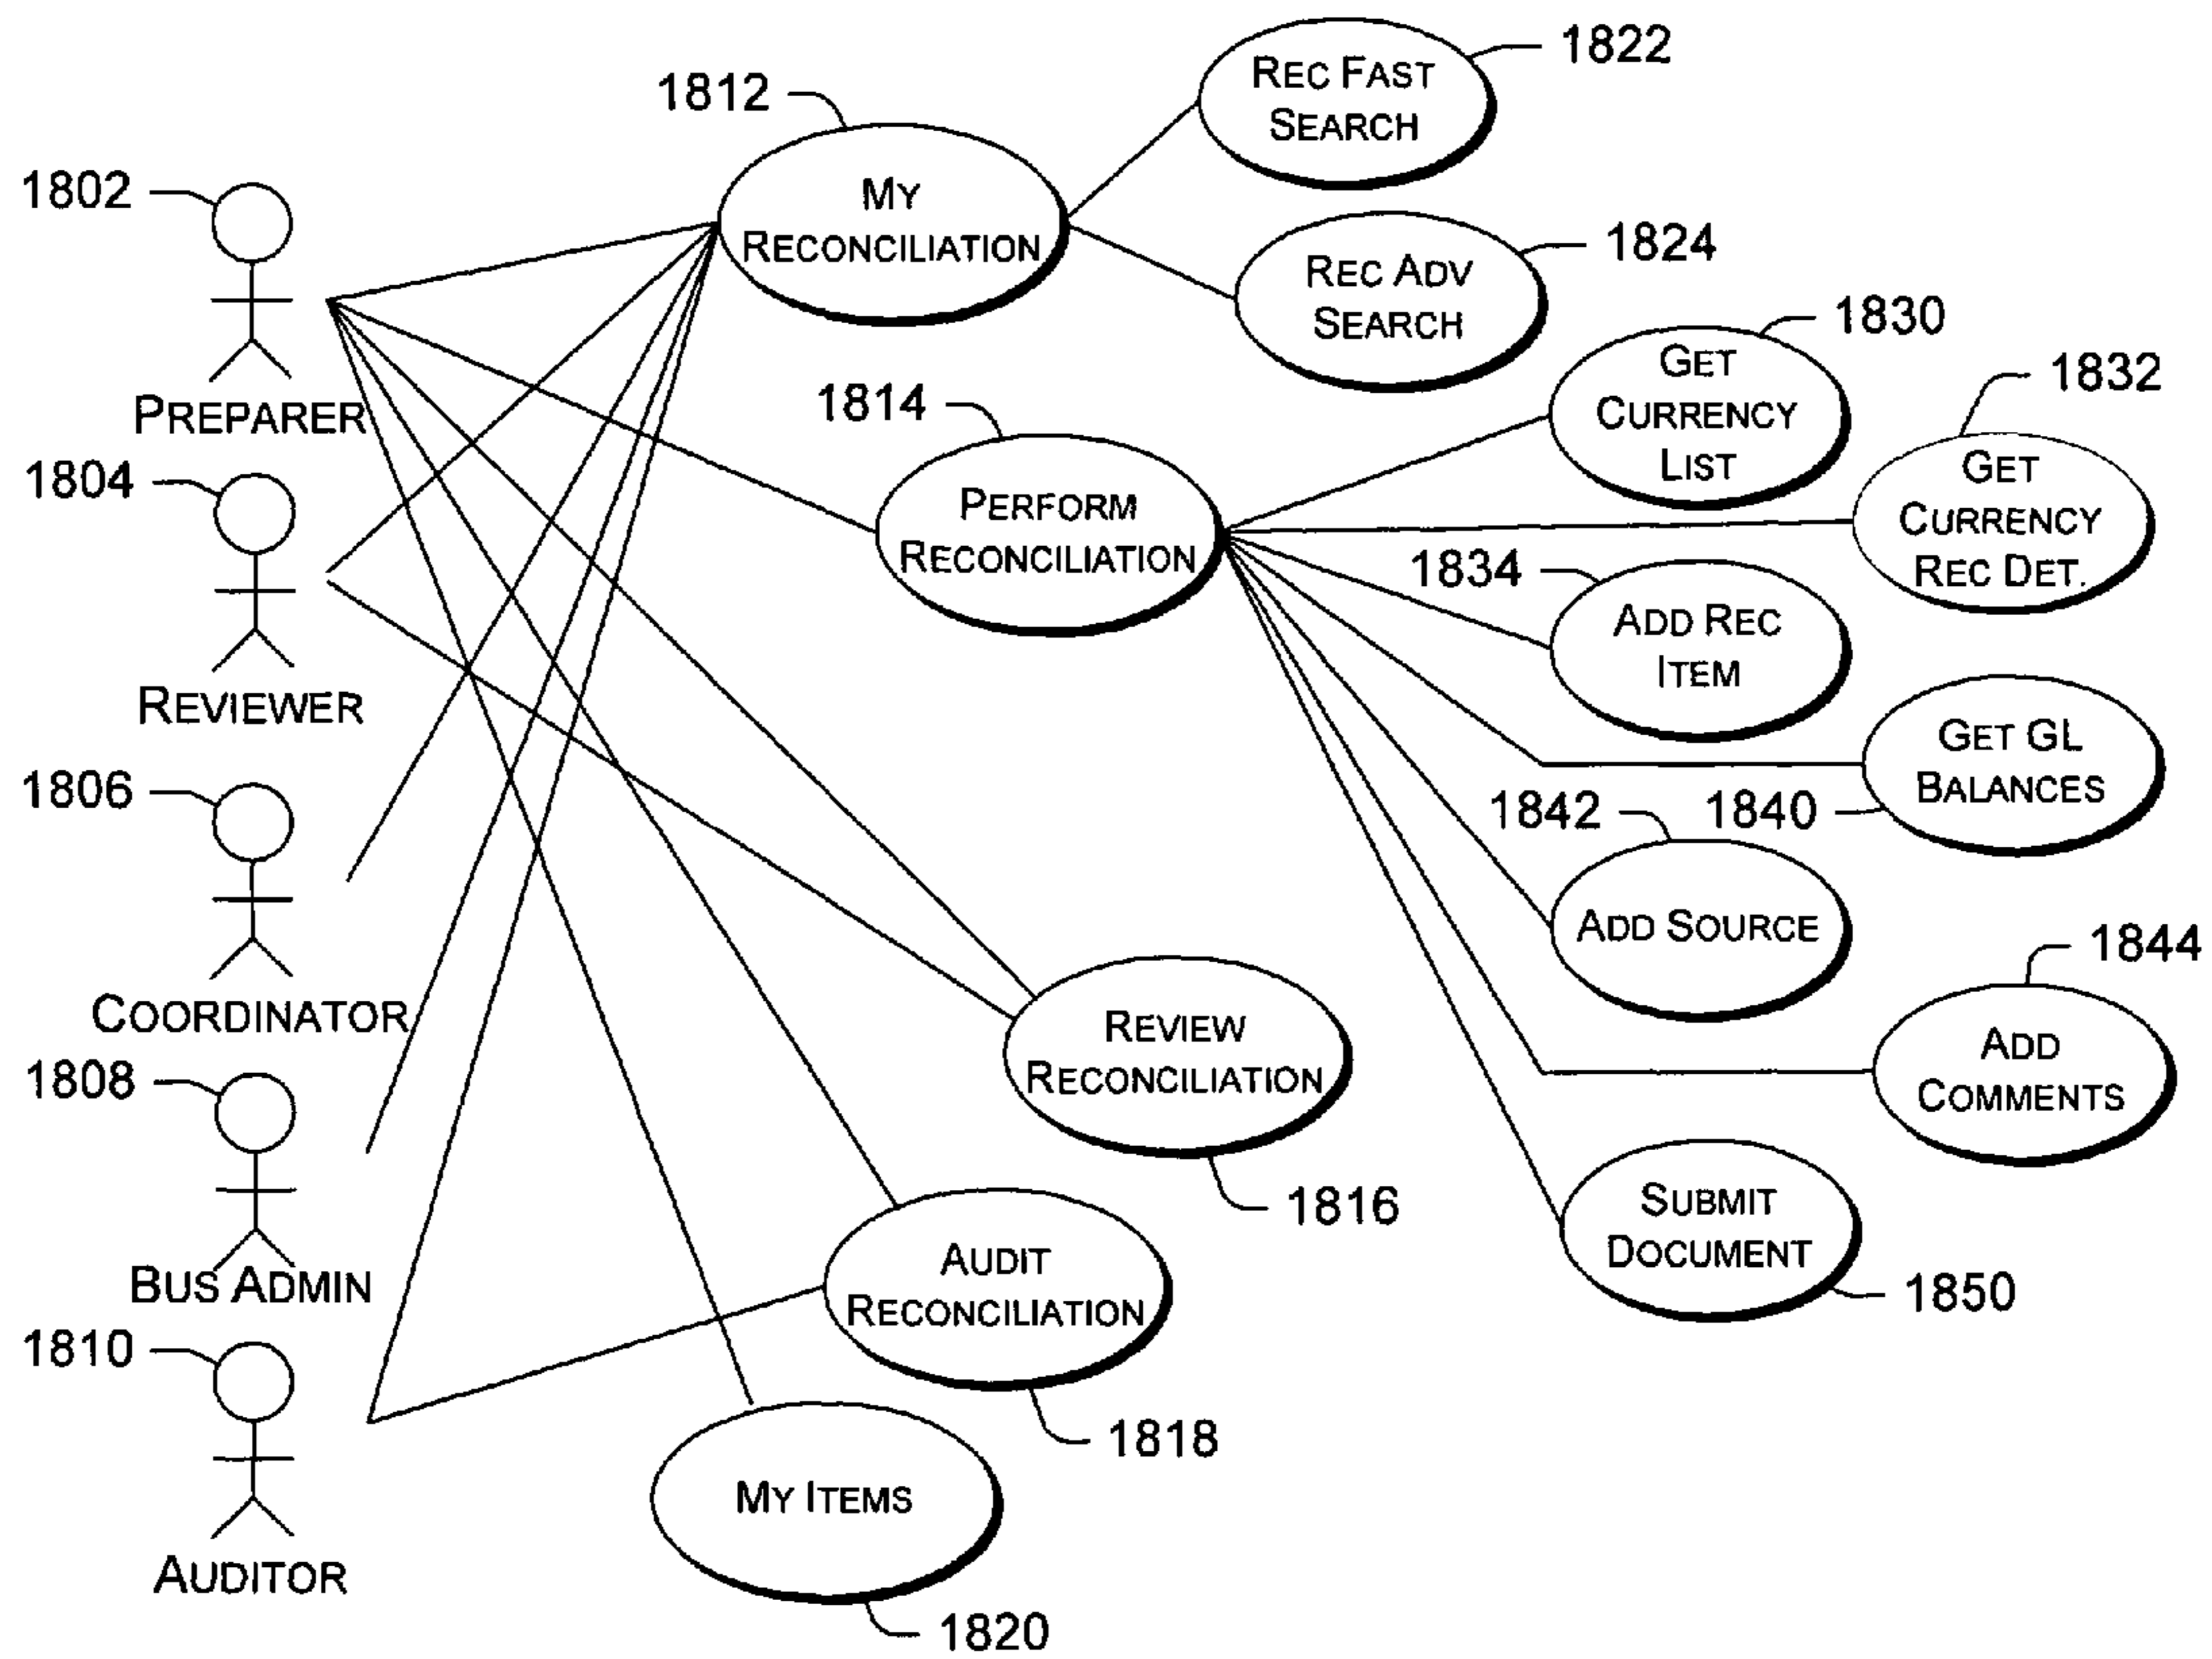 1802
PREPARER
1804
REVIEWER
1806
COORDINATOR
1808
BUS ADMIN
1810
AUDITOR
1812
MY
RECONCILIATION
1814
PERFORM
RECONCILIATION
REVIEW
RECONCILIATION
1816
AUDIT
RECONCILIATION
1818
MY ITEMS
1820
1822
REC FAST
SEARCH
1824
REC ADV
SEARCH
1830
GET
CURRENCY
LIST
1832
GET
CURRENCY
REC DET.
1834
ADD REC
ITEM
GET GL
BALANCES
1840
1842
ADD SOURCE
1844
ADD
COMMENTS
SUBMIT
DOCUMENT
1850